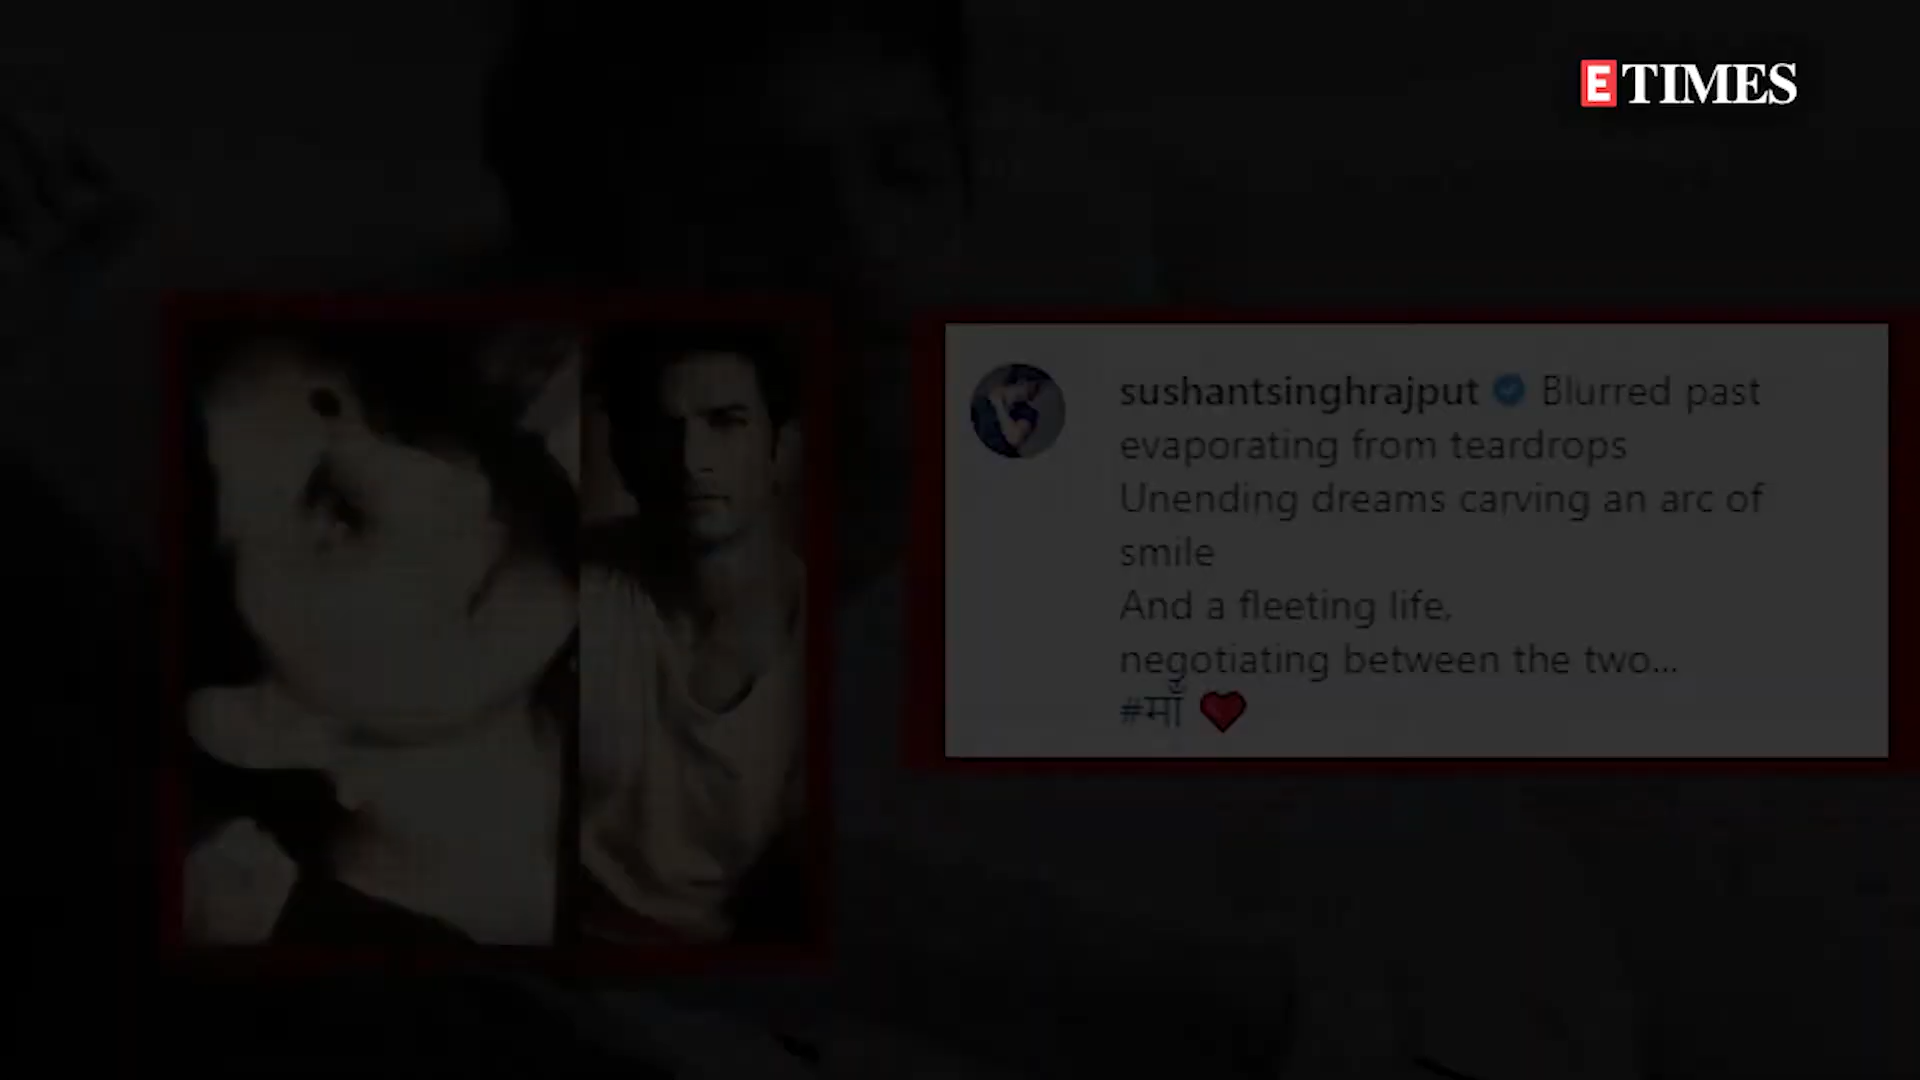 E TIMES
sushantsinghrajput Blurred past
evaporating from teardrops
Unending dreams carving an arc of
smile
And a fleeting life,
negotiating between the two...
#माँ ❤️